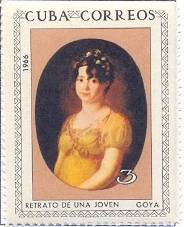 CUBA CORREOS
1966
3
RETRATO DE UNA JOVEN GOYA